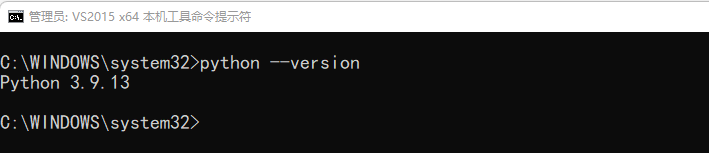 管理员: VS2015 x64 本机工具命令提示符
C:\WINDOWS\system32>python --version
Python 3.9.13
C:\WINDOWS\system32>